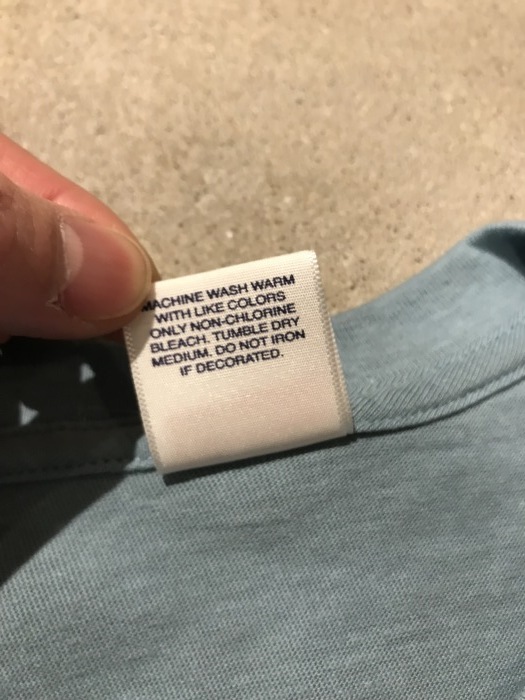 MACHINE WASH WARM
WITH LIKE COLORS
ONLY NON-CHLORINE
BLEACH. TUMBLE DRY
MEDIUM. DO NOT IRON
IF DECORATED.